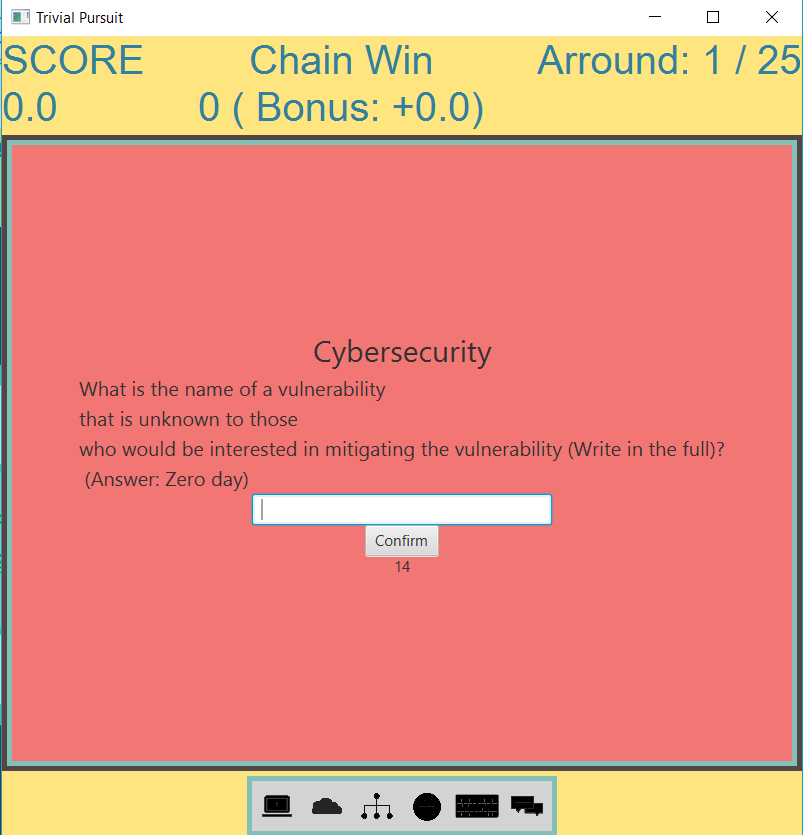 Trivial Pursuit
SCORE Chain Win Arround: 1 / 25
0.0 0 ( Bonus: +0.0)
Cybersecurity
What is the name of a vulnerability
that is unknown to those
who would be interested in mitigating the vulnerability (Write in the full)?
(Answer: Zero day)
Confirm
14